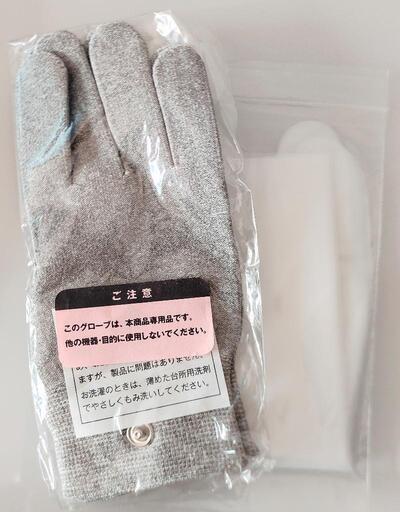 ご注意
このグローブは、本商品専用品です。
他の機器・目的に使用しないでください。
ますが、製品に問題はありません。
お洗濯のときは、薄めた台所用洗剤
でやさしくもみ洗いしてください。